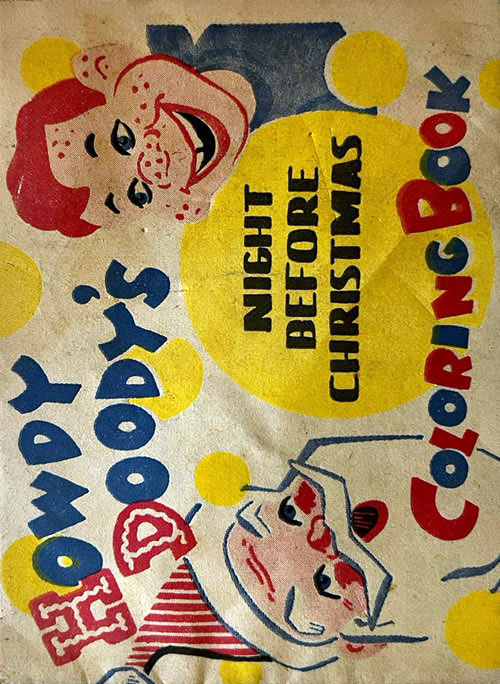 HOWDY
DOODY'S
NIGHT
BEFORE
CHRISTMAS
COLORING BOOK